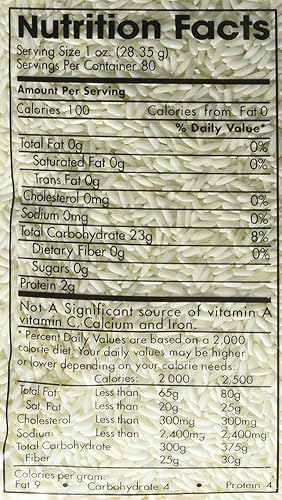 Nutrition Facts
Serving Size 1 oz. (28.35 g)
Servings Per Container 80
Amount Per Serving
Calories 100 Calories from Fat 0
% Daily Value*
Total Fat 0g 0%
Saturated Fat 0g 0%
Trans Fat 0g
Cholesterol 0mg 0%
Sodium 0mg 0%
Total Carbohydrate 23g 8%
Dietary Fiber 0g 0%
Sugars 0g
Protein 2g
Not A Significant source of vitamin A
vitamin C, Calcium and Iron.
* Percent Daily Values are based on a 2,000
calorie diet. Your daily values may be higher
or lower depending on your calorie needs:
Calories: 2 000 2,500
Total Fat Less than 65g 80g
Sat. Fat Less than 20g 25g
Cholesterol Less than 300mg 300mg
Sodium Less than 2,400mg 2,400mg
Total Carbohydrate 300g 375g
Fiber 25g 30g
Calories per gram:
Fat 9 • Carbohydrate 4 • Protein 4